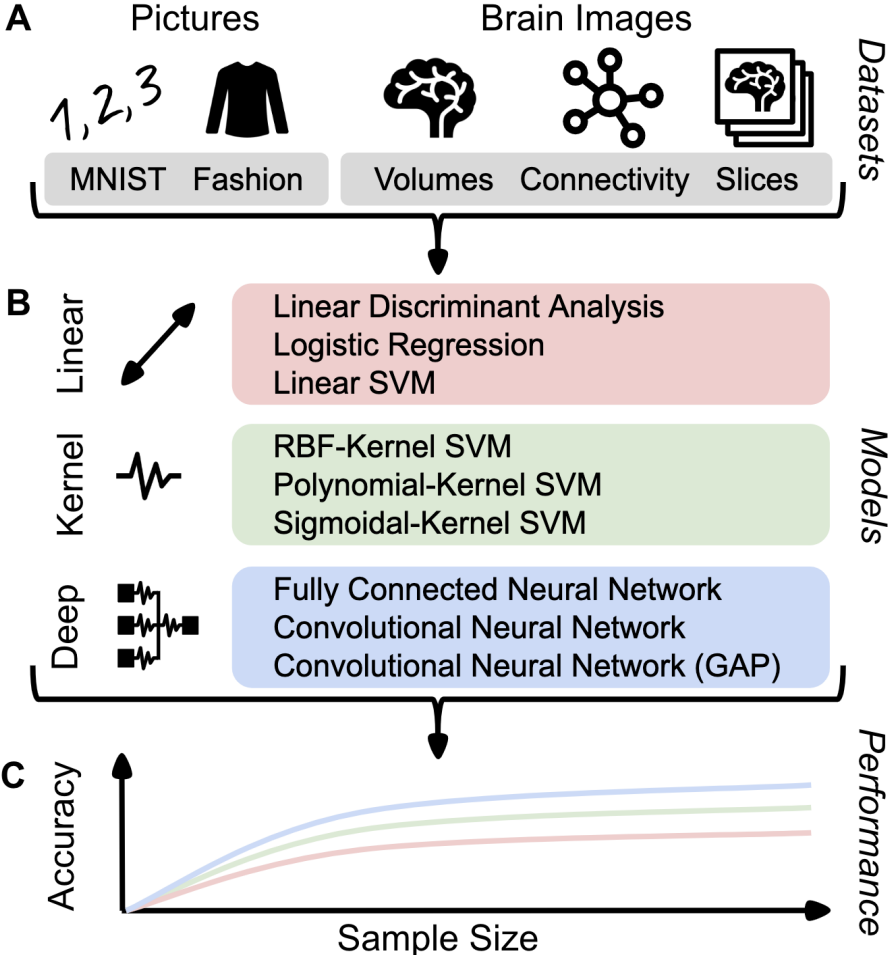 A
Pictures
Brain Images
Datasets
1, 2, 3
MNIST Fashion
Volumes Connectivity Slices
B
Linear
Linear Discriminant Analysis
Logistic Regression
Linear SVM
Kernel
RBF-Kernel SVM
Polynomial-Kernel SVM
Sigmoidal-Kernel SVM
Models
Deep
Fully Connected Neural Network
Convolutional Neural Network
Convolutional Neural Network (GAP)
C
Accuracy
Sample Size
Performance